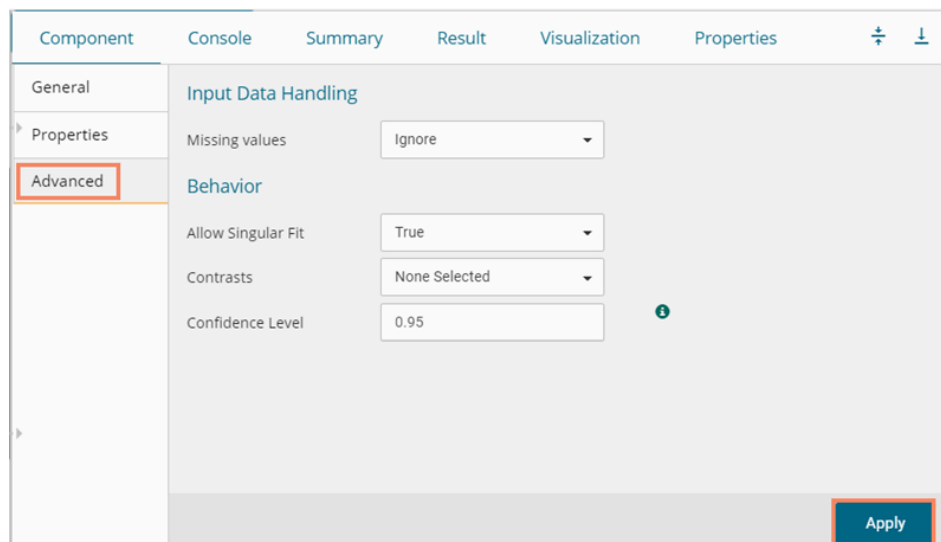 Component Console Summary Result Visualization Properties
General
Properties
Advanced
Input Data Handling
Missing values Ignore
Behavior
Allow Singular Fit True
Contrasts None Selected
Confidence Level 0.95
Apply